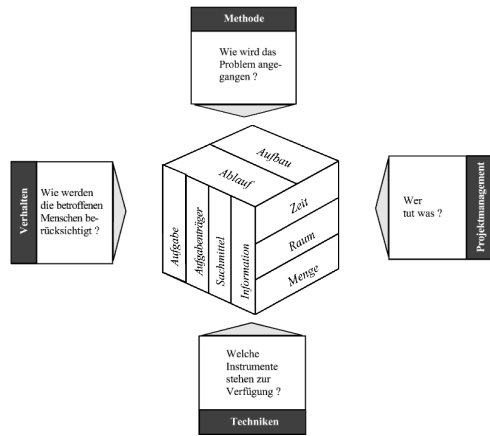 Methode
Wie wird das
Problem ange-
gangen ?
Verhalten
Wie werden
die betroffenen
Menschen be-
rücksichtigt ?
Aufbau
Ablauf
Aufgabe
Aufgabenträger
Sachmittel
Information
Zeit
Raum
Menge
Wer
tut was ?
Projektmanagement
Welche
Instrumente
stehen zur
Verfügung ?
Techniken